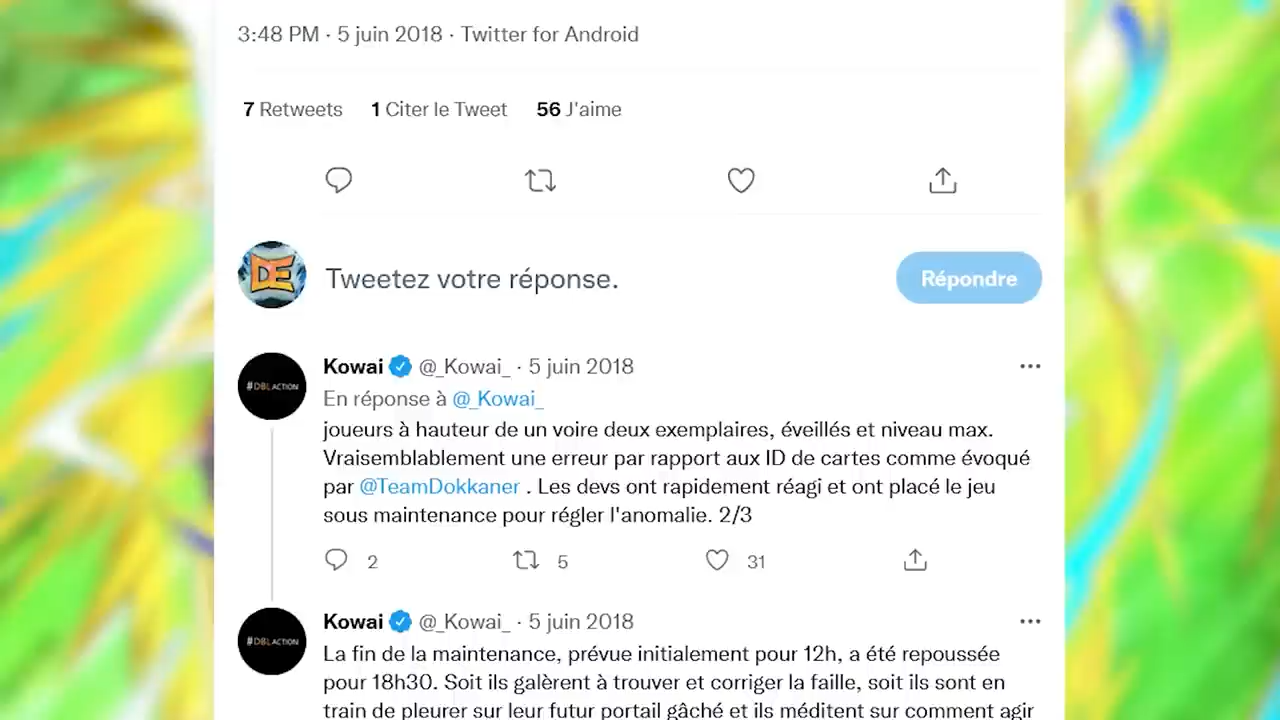 3:48 PM · 5 juin 2018 · Twitter for Android
7 Retweets 1 Citer le Tweet 56 J'aime
DE
Tweetez votre réponse.
Répondre
#DBLACTION
Kowai @_Kowai_ · 5 juin 2018
En réponse à @_Kowai_
joueurs à hauteur de un voire deux exemplaires, éveillés et niveau max.
Vraisemblablement une erreur par rapport aux ID de cartes comme évoqué
par @TeamDokkaner . Les devs ont rapidement réagi et ont placé le jeu
sous maintenance pour régler l'anomalie. 2/3
2 5 31
#DBLACTION
Kowai @_Kowai_ · 5 juin 2018
La fin de la maintenance, prévue initialement pour 12h, a été repoussée
pour 18h30. Soit ils galèrent à trouver et corriger la faille, soit ils sont en
train de pleurer sur leur futur portail gâché et ils méditent sur comment agir